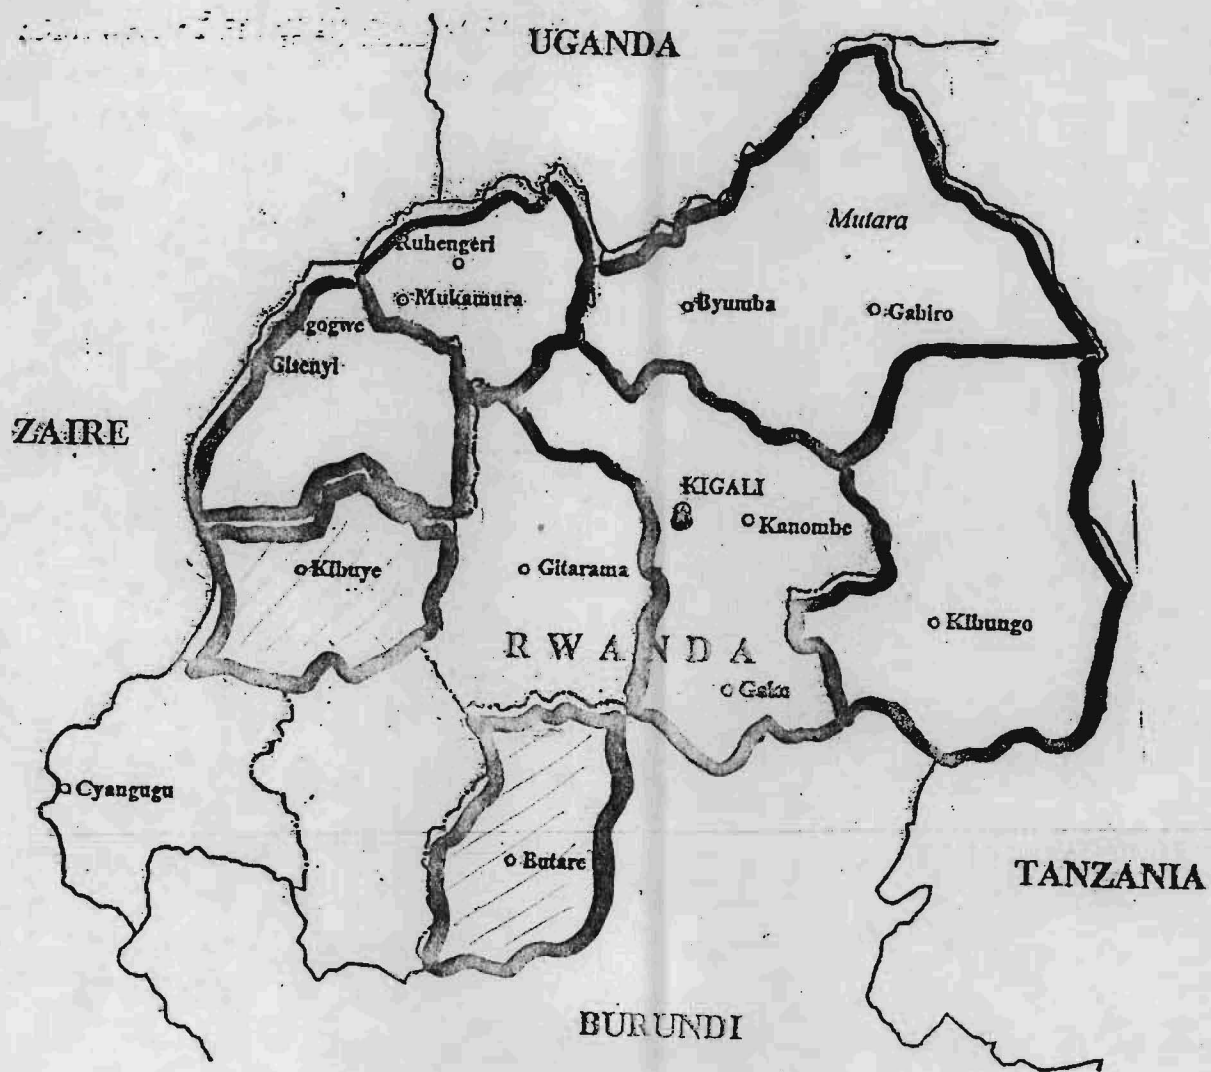 UGANDA
Mutara
Ruhengeri
Mukamura
Byumba
Gabiro
gogwe
Gisenyi
ZAIRE
KIGALI
Kanombe
Kibuye
Gitarama
Kibungo
RWANDA
Gako
Cyangugu
Butare
TANZANIA
BURUNDI